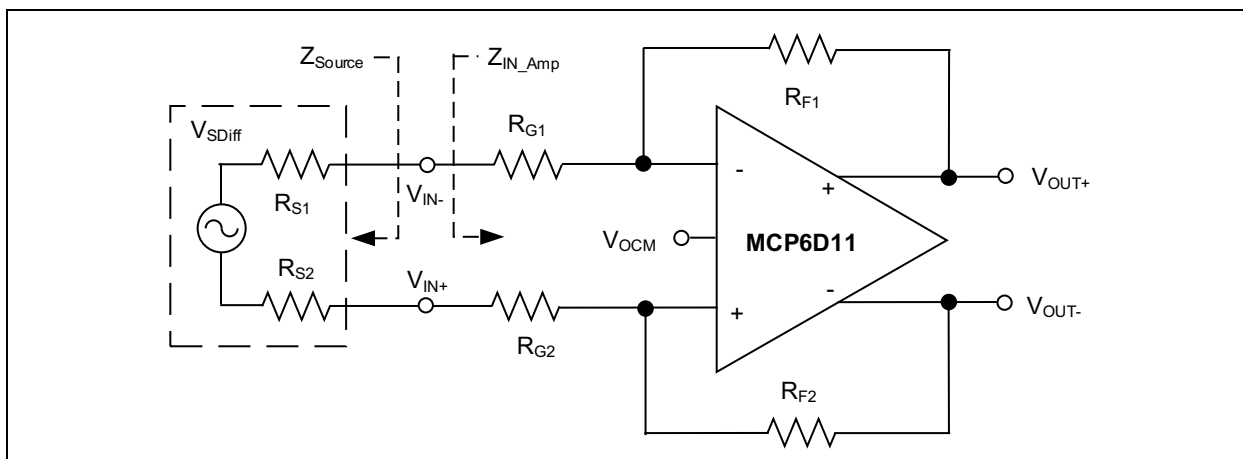 Z_Source
Z_IN_Amp
R_F1
V_SDiff
R_G1
-
+
V_OUT+
R_S1
V_IN-
V_OCM
MCP6D11
R_S2
V_IN+
+
-
V_OUT-
R_G2
R_F2